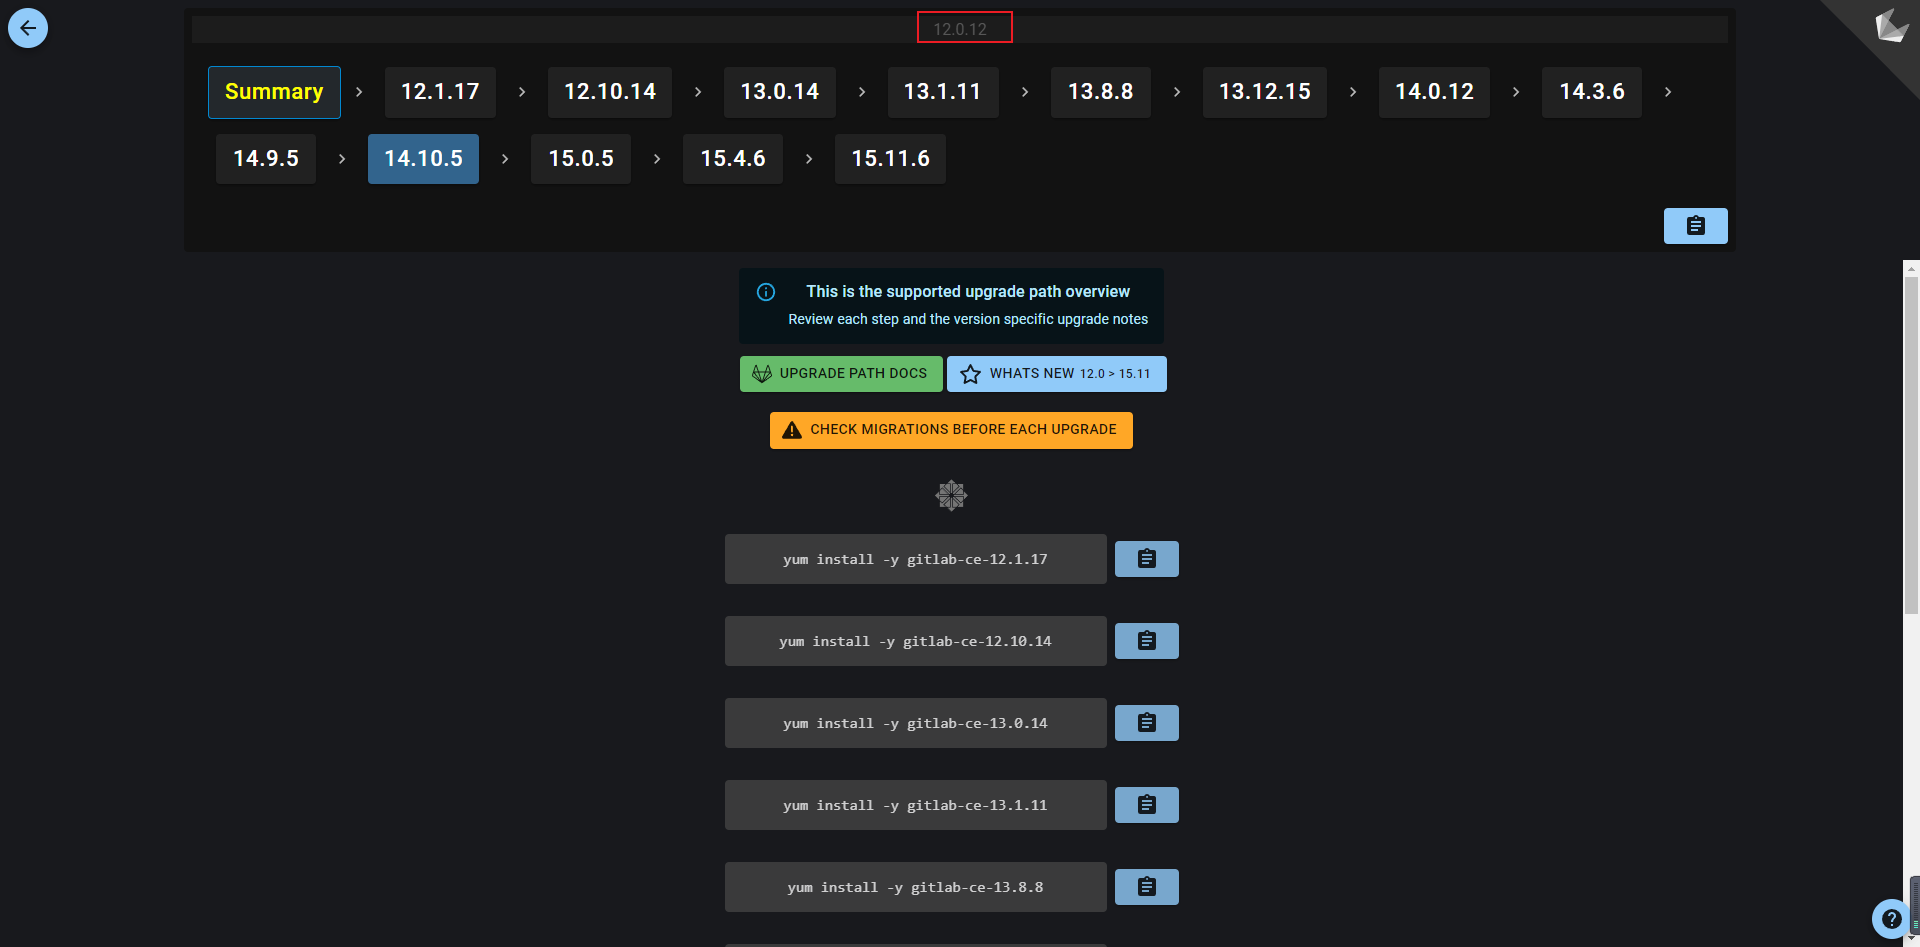 12.0.12
Summary > 12.1.17 > 12.10.14 > 13.0.14 > 13.1.11 > 13.8.8 > 13.12.15 > 14.0.12 > 14.3.6 >
14.9.5 > 14.10.5 > 15.0.5 > 15.4.6 > 15.11.6
This is the supported upgrade path overview
Review each step and the version specific upgrade notes
UPGRADE PATH DOCS WHATS NEW 12.0 > 15.11
CHECK MIGRATIONS BEFORE EACH UPGRADE
yum install -y gitlab-ce-12.1.17
yum install -y gitlab-ce-12.10.14
yum install -y gitlab-ce-13.0.14
yum install -y gitlab-ce-13.1.11
yum install -y gitlab-ce-13.8.8